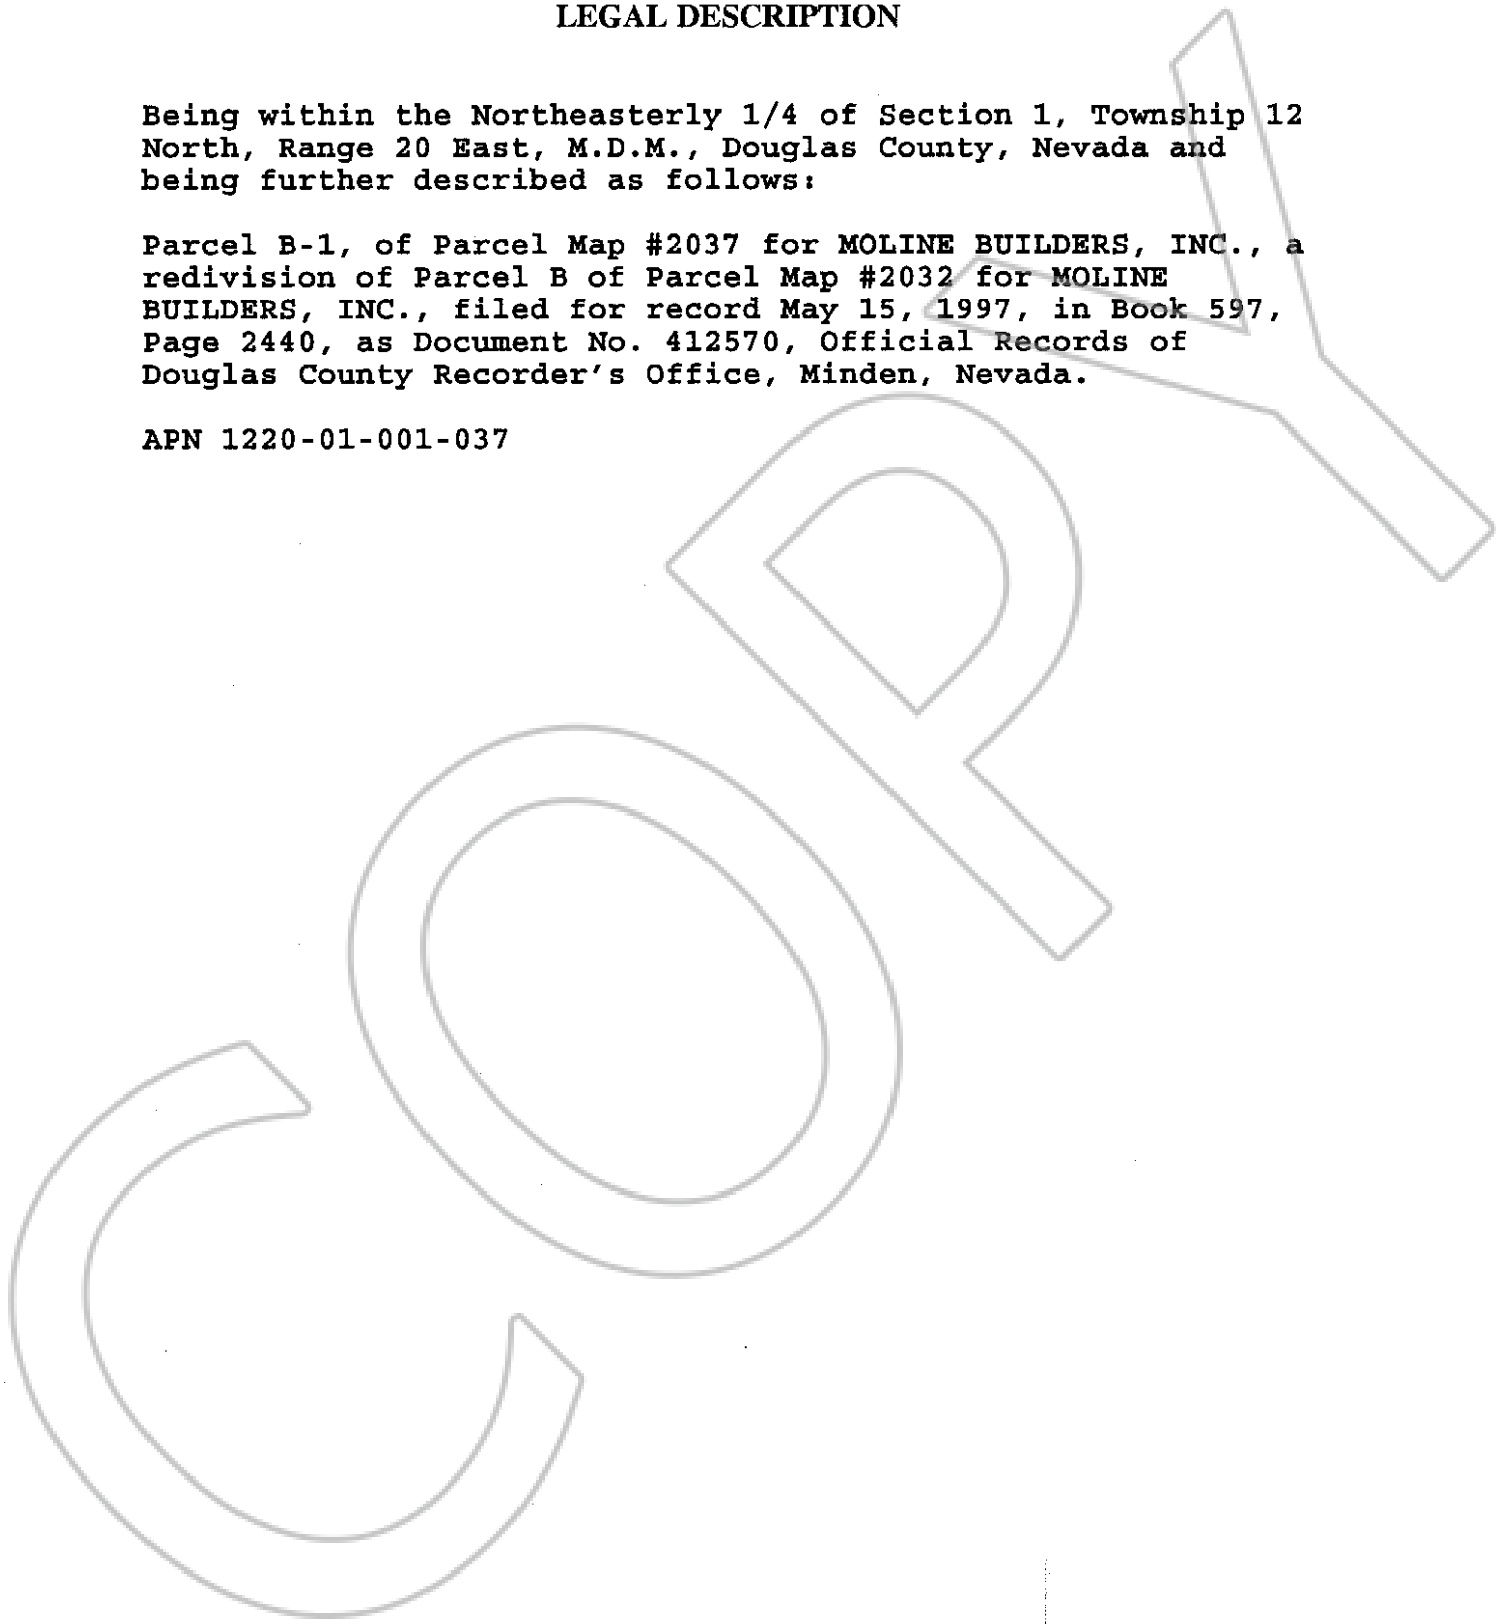 LEGAL DESCRIPTION
Being within the Northeasterly 1/4 of Section 1, Township 12
North, Range 20 East, M.D.M., Douglas County, Nevada and
being further described as follows:
Parcel B-1, of Parcel Map #2037 for MOLINE BUILDERS, INC., a
redivision of Parcel B of Parcel Map #2032 for MOLINE
BUILDERS, INC., filed for record May 15, 1997, in Book 597,
Page 2440, as Document No. 412570, Official Records of
Douglas County Recorder's Office, Minden, Nevada.
APN 1220-01-001-037
COPY